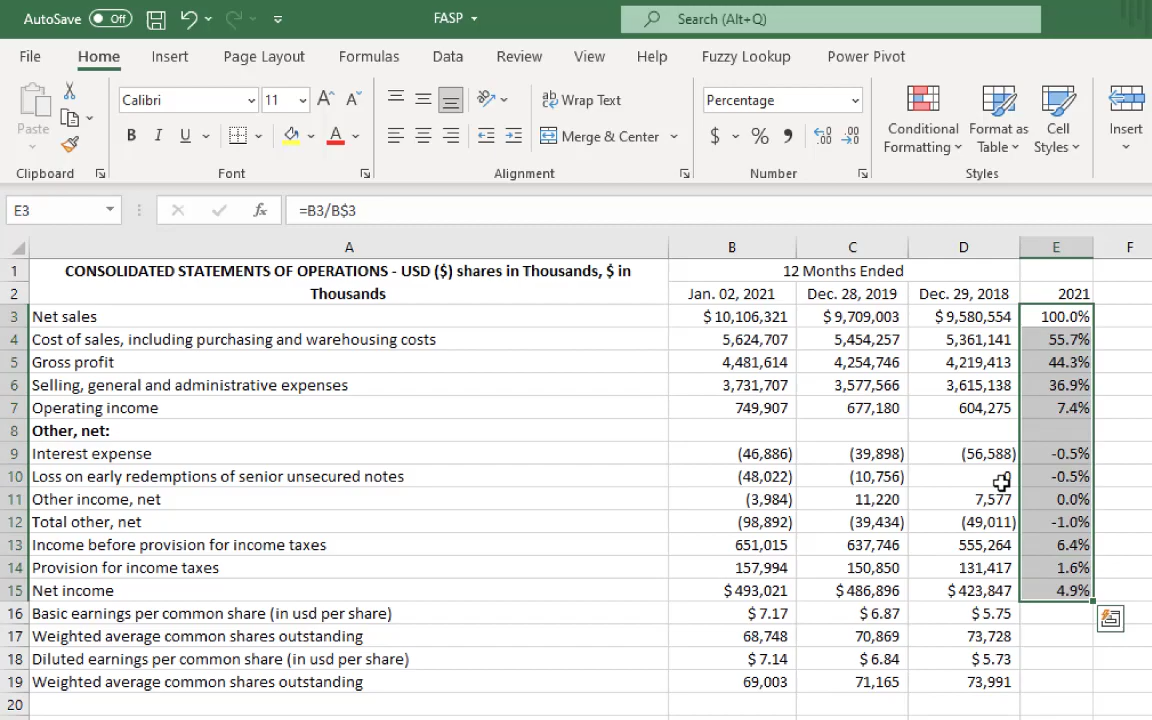 AutoSave Off FASP Search (Alt+Q)
File Home Insert Page Layout Formulas Data Review View Help Fuzzy Lookup Power Pivot
Paste Calibri 11 A^ Aˇ Wrap Text Percentage Conditional Formatting Format as Table Cell Styles Insert
B I U A Merge & Center $ % 9
Clipboard Font Alignment Number Styles
E3 fx =B3/B$3
A B C D E F
1 CONSOLIDATED STATEMENTS OF OPERATIONS - USD ($) shares in Thousands, $ in 12 Months Ended
2 Thousands Jan. 02, 2021 Dec. 28, 2019 Dec. 29, 2018 2021
3 Net sales $ 10,106,321 $ 9,709,003 $ 9,580,554 100.0%
4 Cost of sales, including purchasing and warehousing costs 5,624,707 5,454,257 5,361,141 55.7%
5 Gross profit 4,481,614 4,254,746 4,219,413 44.3%
6 Selling, general and administrative expenses 3,731,707 3,577,566 3,615,138 36.9%
7 Operating income 749,907 677,180 604,275 7.4%
8 Other, net:
9 Interest expense (46,886) (39,898) (56,588) -0.5%
10 Loss on early redemptions of senior unsecured notes (48,022) (10,756) 0 -0.5%
11 Other income, net (3,984) 11,220 7,577 0.0%
12 Total other, net (98,892) (39,434) (49,011) -1.0%
13 Income before provision for income taxes 651,015 637,746 555,264 6.4%
14 Provision for income taxes 157,994 150,850 131,417 1.6%
15 Net income $ 493,021 $ 486,896 $ 423,847 4.9%
16 Basic earnings per common share (in usd per share) $ 7.17 $ 6.87 $ 5.75
17 Weighted average common shares outstanding 68,748 70,869 73,728
18 Diluted earnings per common share (in usd per share) $ 7.14 $ 6.84 $ 5.73
19 Weighted average common shares outstanding 69,003 71,165 73,991
20